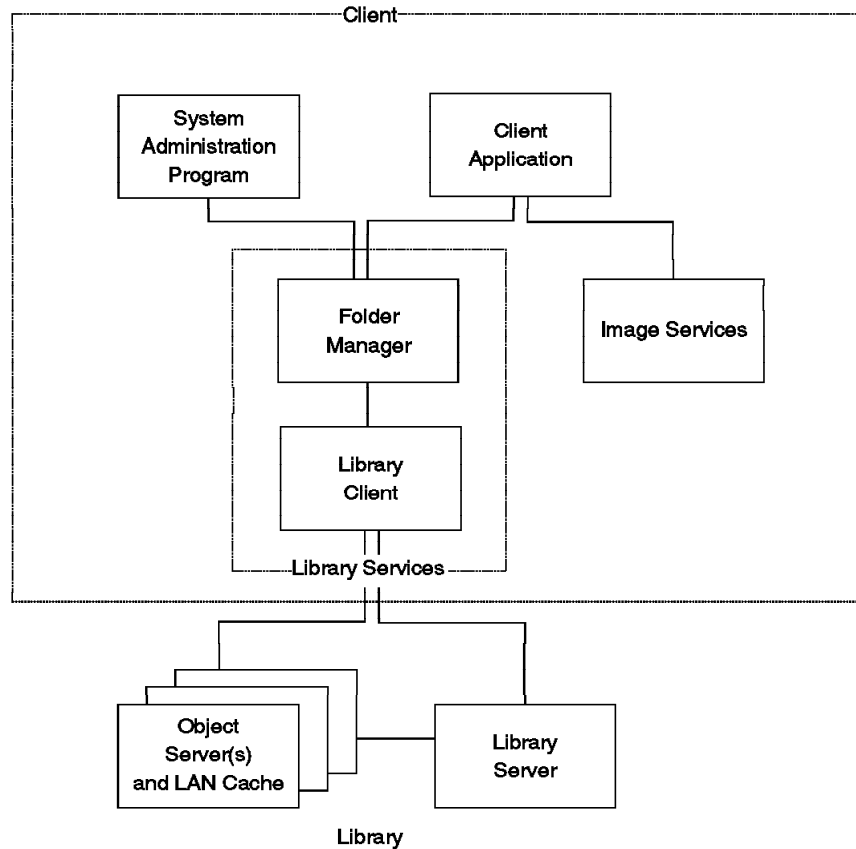 Client
System
Administration
Program
Client
Application
Folder
Manager
Image Services
Library
Client
Library Services
Object
Server(s)
and LAN Cache
Library
Server
Library